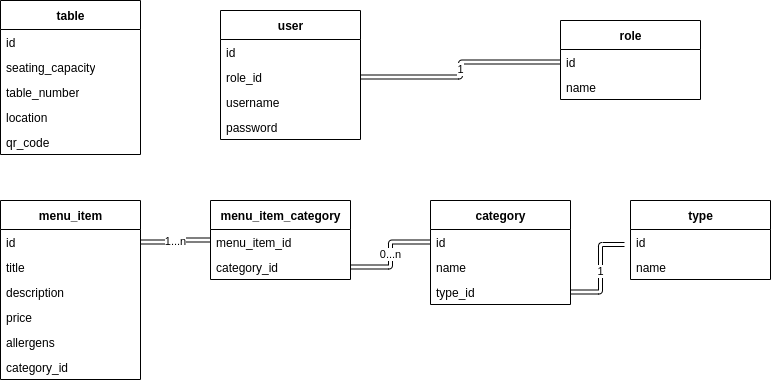 table
id
seating_capacity
table_number
location
qr_code
user
id
role_id
username
password
1
role
id
name
menu_item
id
title
description
price
allergens
category_id
1...n
menu_item_category
menu_item_id
category_id
0...n
category
id
name
type_id
1
type
id
name